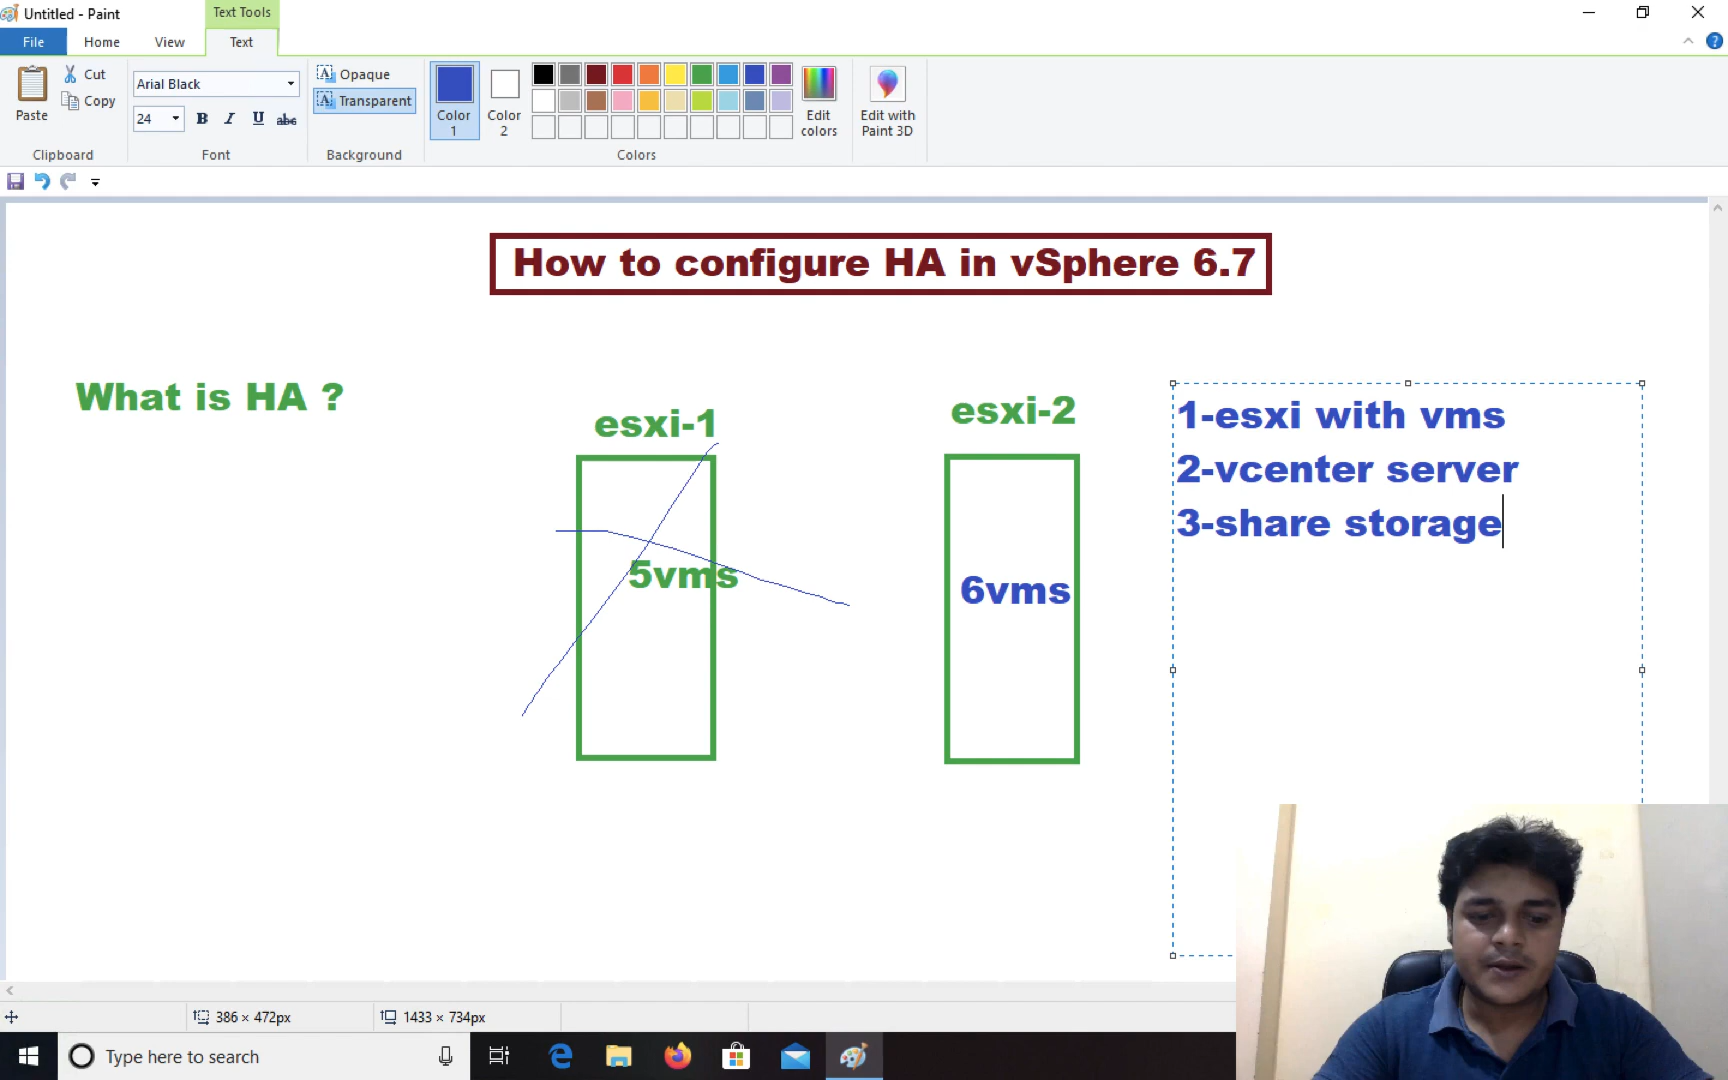 Untitled - Paint
Text Tools
File
Home
View
Text
Paste
Cut
Copy
Clipboard
Arial Black
24
B I U abc
Font
Opaque
Transparent
Background
Color 1
Color 2
Edit colors
Colors
Edit with Paint 3D
How to configure HA in vSphere 6.7
What is HA ?
esxi-1
5vms
esxi-2
6vms
1-esxi with vms
2-vcenter server
3-share storage
386 × 472px
1433 × 734px
Type here to search